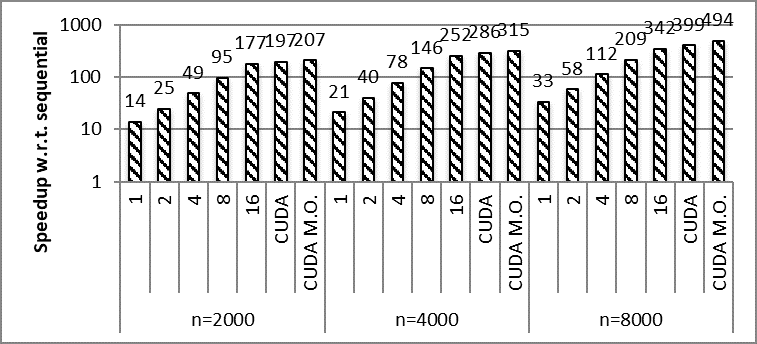 Speedup w.r.t. sequential
1000
100
10
1
14 25 49 95 177 197 207
21 40 78 146 252 286 315
33 58 112 209 342 399 494
1 2 4 8 16 CUDA CUDA M.O.
1 2 4 8 16 CUDA CUDA M.O.
1 2 4 8 16 CUDA CUDA M.O.
n=2000 n=4000 n=8000